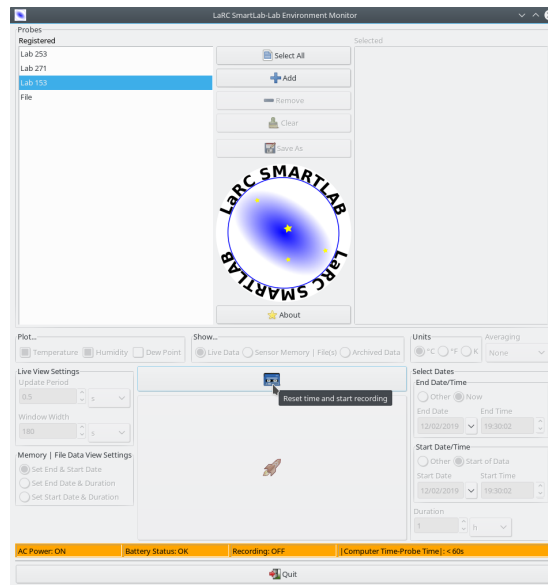 LaRC SmartLab-Lab Environment Monitor
Probes
Registered
Selected
Lab 253
Lab 271
Lab 153
File
Select All
Add
Remove
Clear
Save As
LaRC SMARTLAB
LaRC SMARTLAB
About
Plot...
Temperature Humidity Dew Point
Show...
Live Data Sensor Memory | File(s) Archived Data
Units
°C °F K
Averaging
None
Live View Settings
Update Period
0.5 s
Window Width
180 s
Memory | File Data View Settings
Set End & Start Date
Set End Date & Duration
Set Start Date & Duration
Reset time and start recording
Select Dates
End Date/Time
Other Now
End Date End Time
12/02/2019 19:30:02
Start Date/Time
Other Start of Data
Start Date Start Time
12/02/2019 19:30:02
Duration
1 h
AC Power: ON Battery Status: OK Recording: OFF |Computer Time-Probe Time|: < 60s
Quit